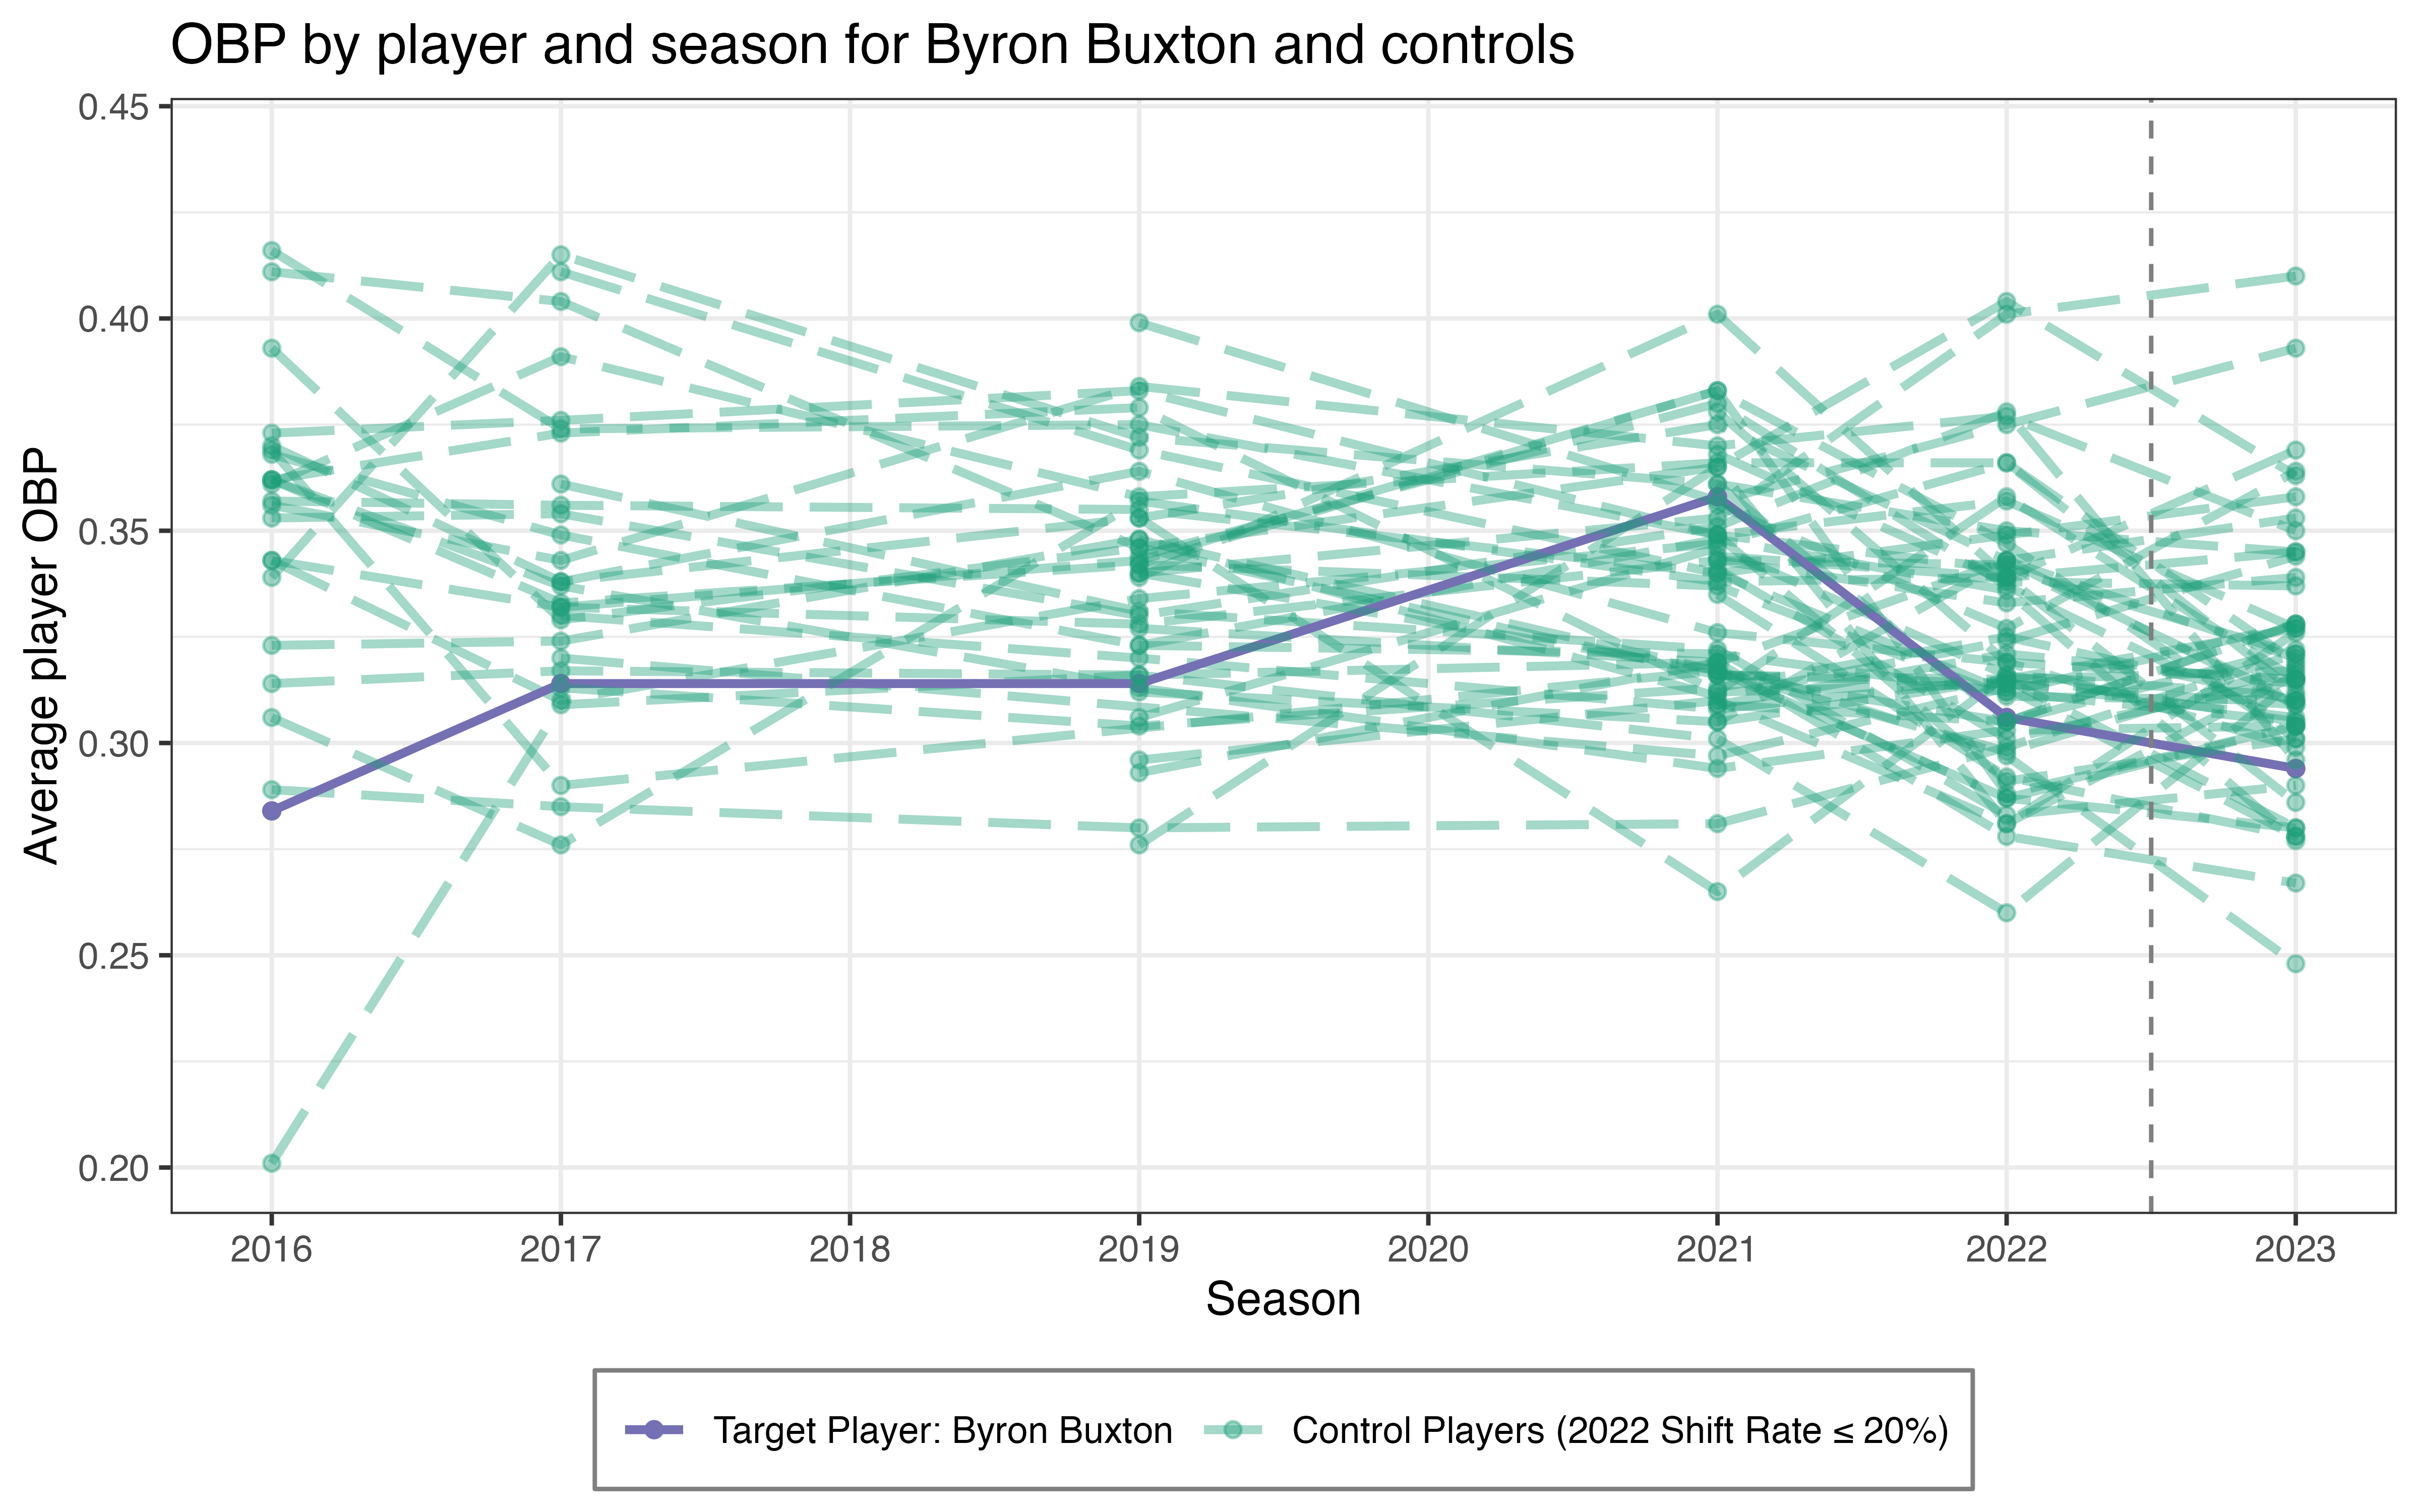 OBP by player and season for Byron Buxton and controls
Average player OBP
0.45
0.40
0.35
0.30
0.25
0.20
2016 2017 2018 2019 2020 2021 2022 2023
Season
Target Player: Byron Buxton Control Players (2022 Shift Rate ≤ 20%)